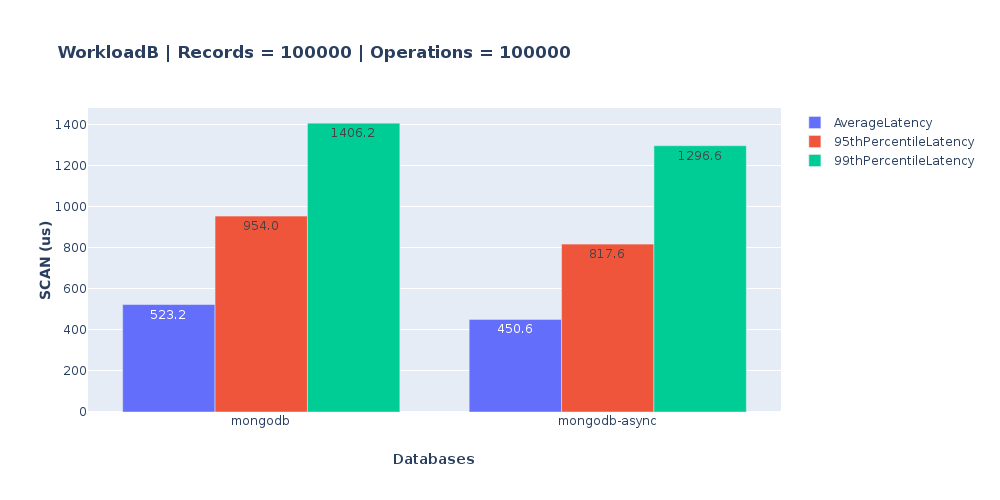 WorkloadB | Records = 100000 | Operations = 100000
AverageLatency
95thPercentileLatency
99thPercentileLatency
SCAN (us)
1400
1200
1000
800
600
400
200
0
523.2
954.0
1406.2
450.6
817.6
1296.6
mongodb
mongodb-async
Databases